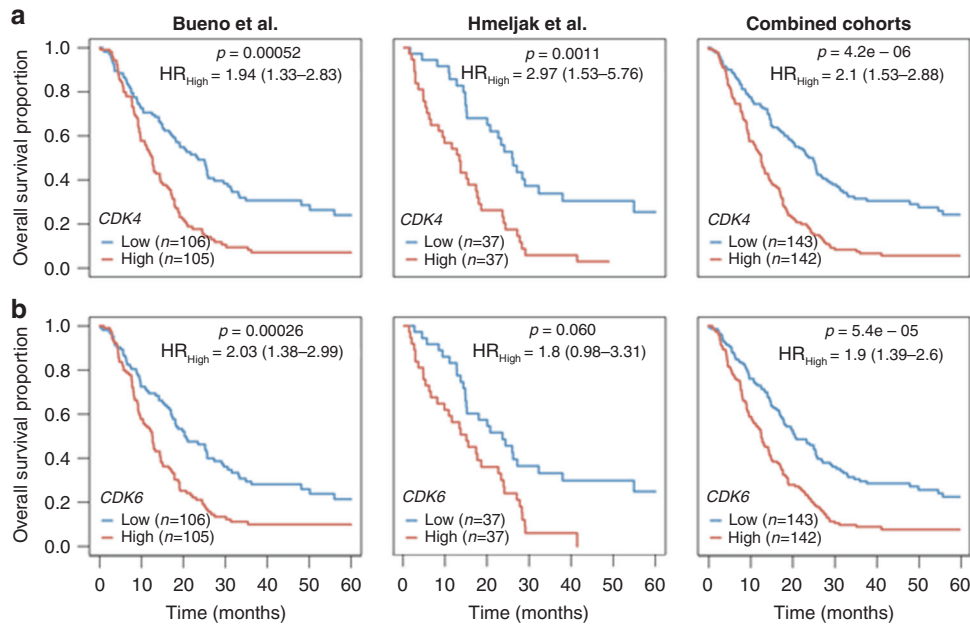 a
Bueno et al.
Hmeljak et al.
Combined cohorts
Overall survival proportion
1.0
0.8
0.6
0.4
0.2
0.0
p = 0.00052
HRHigh = 1.94 (1.33–2.83)
CDK4
Low (n=106)
High (n=105)
p = 0.0011
HRHigh = 2.97 (1.53–5.76)
CDK4
Low (n=37)
High (n=37)
p = 4.2e − 06
HRHigh = 2.1 (1.53–2.88)
CDK4
Low (n=143)
High (n=142)
b
Overall survival proportion
1.0
0.8
0.6
0.4
0.2
0.0
p = 0.00026
HRHigh = 2.03 (1.38–2.99)
CDK6
Low (n=106)
High (n=105)
0 10 20 30 40 50 60
Time (months)
p = 0.060
HRHigh = 1.8 (0.98–3.31)
CDK6
Low (n=37)
High (n=37)
0 10 20 30 40 50 60
Time (months)
p = 5.4e − 05
HRHigh = 1.9 (1.39–2.6)
CDK6
Low (n=143)
High (n=142)
0 10 20 30 40 50 60
Time (months)